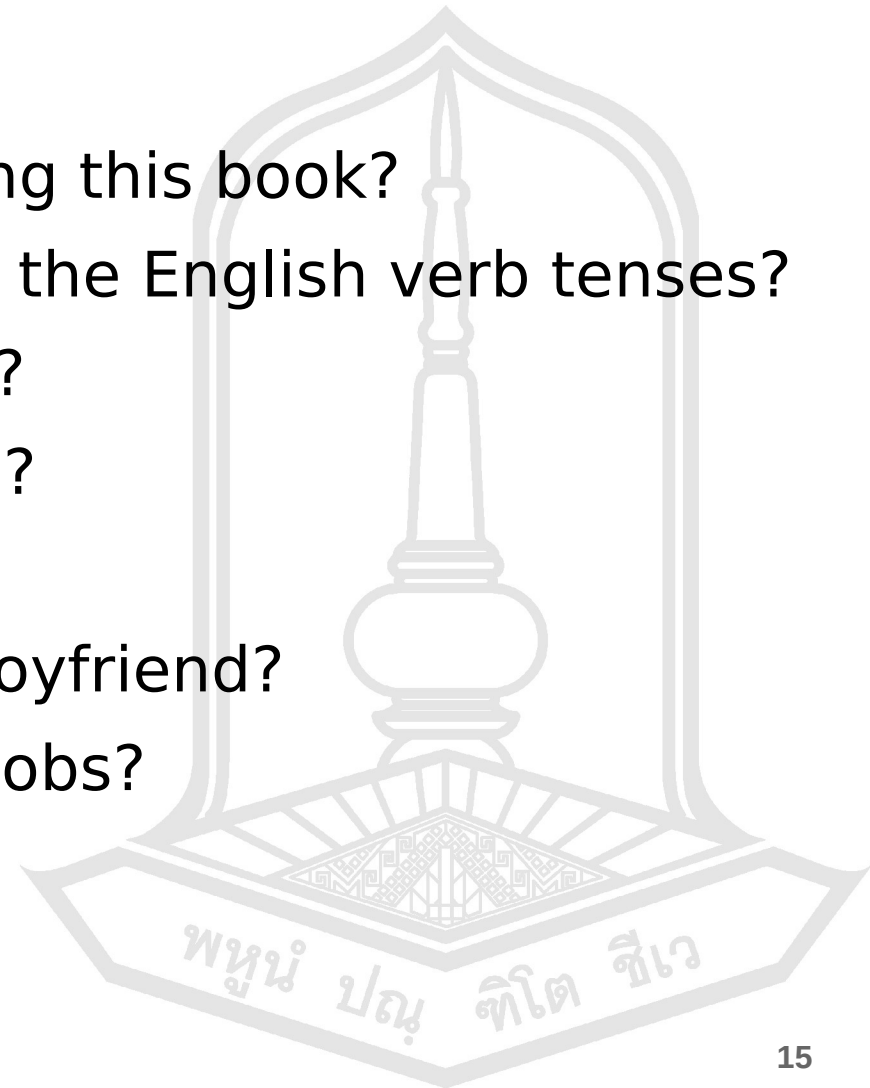 ng this book?
the English verb tenses?
?
?
oyfriend?
obs?
พหูนํ ปณฺ ฑิโต ชีเว
15